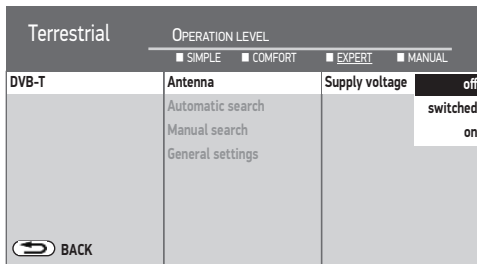 Terrestrial
OPERATION LEVEL
SIMPLE COMFORT EXPERT MANUAL
DVB-T Antenna Supply voltage off
Automatic search switched
Manual search on
General settings
BACK